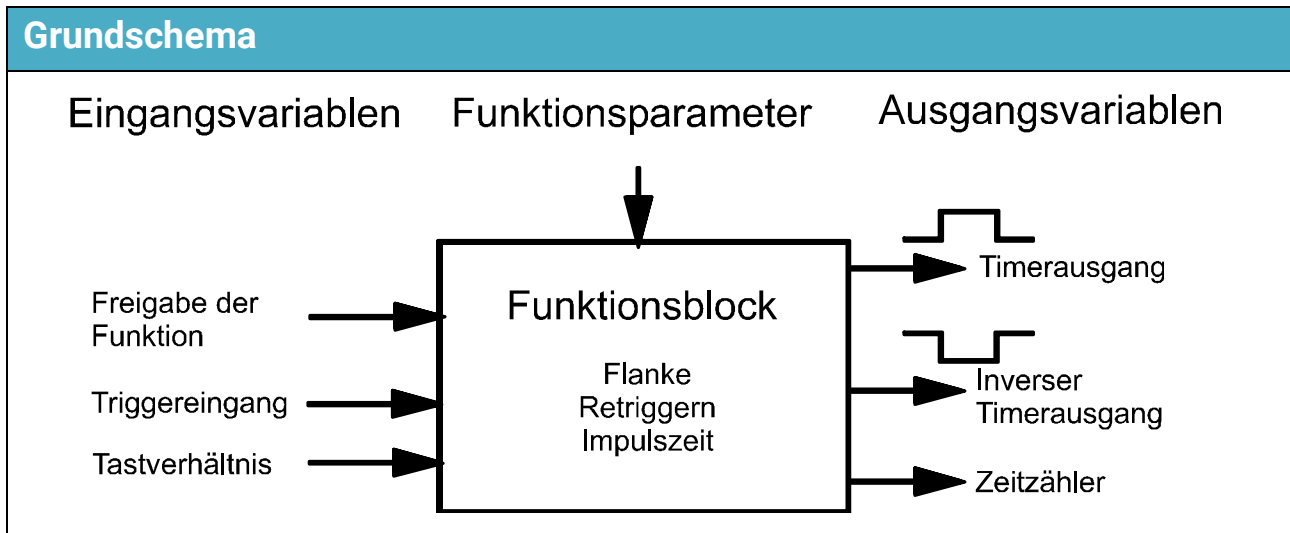 Grundschema
Eingangsvariablen
Funktionsparameter
Ausgangsvariablen
Freigabe der
Funktion
Triggereingang
Tastverhältnis
Funktionsblock
Flanke
Retriggern
Impulszeit
Timerausgang
Inverser
Timerausgang
Zeitzähler